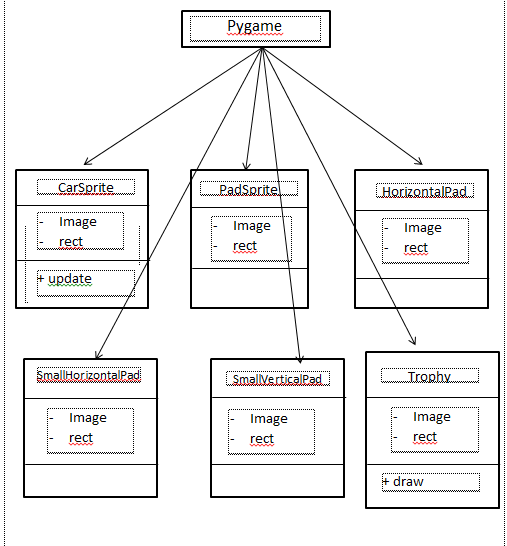 Pygame
CarSprite
- Image
- rect
+ update
PadSprite
- Image
- rect
HorizontalPad
- Image
- rect
SmallHorizontalPad
- Image
- rect
SmallVerticalPad
- Image
- rect
Trophy
- Image
- rect
+ draw